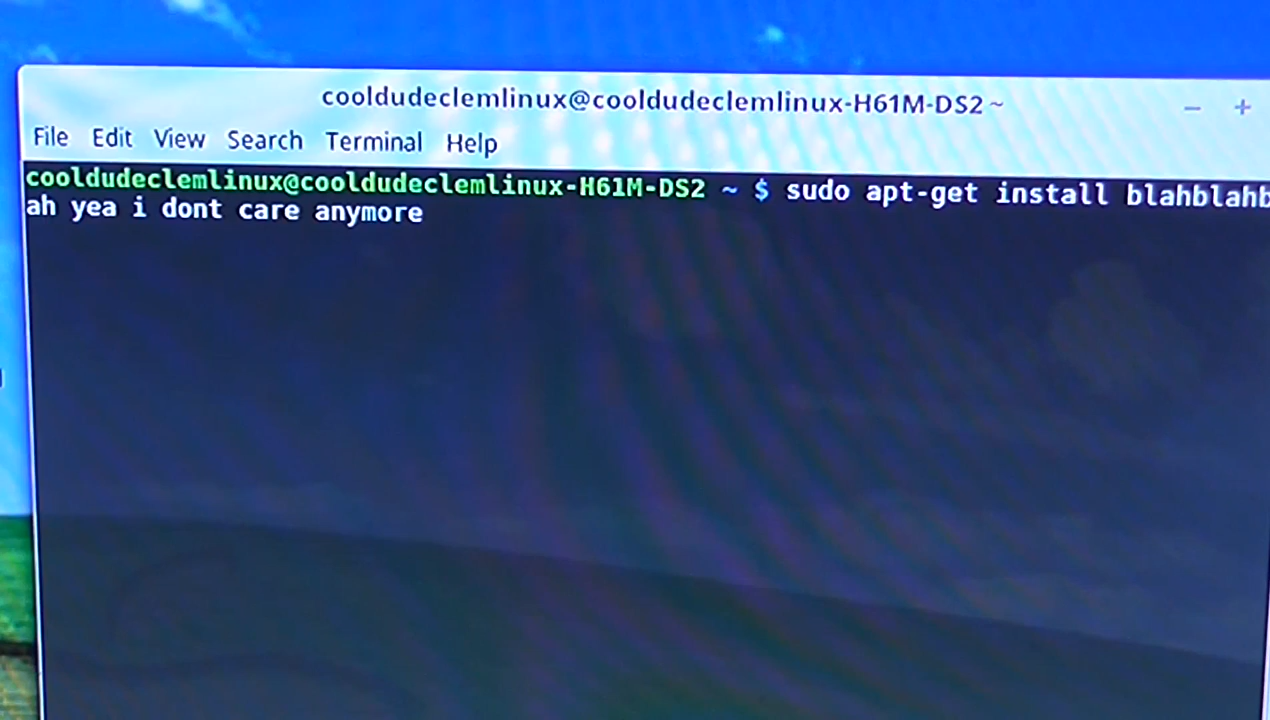 cooldudeclemlinux@cooldudeclemlinux-H61M-DS2 ~
File Edit View Search Terminal Help
cooldudeclemlinux@cooldudeclemlinux-H61M-DS2 ~ $ sudo apt-get install blahblahb
ah yea i dont care anymore